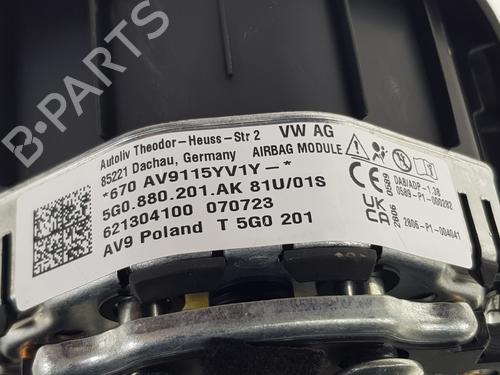 Autoliv Theodor-Heuss-Str 2 VW AG
85221 Dachau, Germany AIRBAG MODULE
*670 AV9115YV1Y-*
5G0.880.201.AK 81U/01S
621304100 070723
AV9 Poland T 5G0 201
0589
DAB/ADP-1.3B
0589-P1-000282
UK CA
2806
2806-P1-004041
B-PARTS